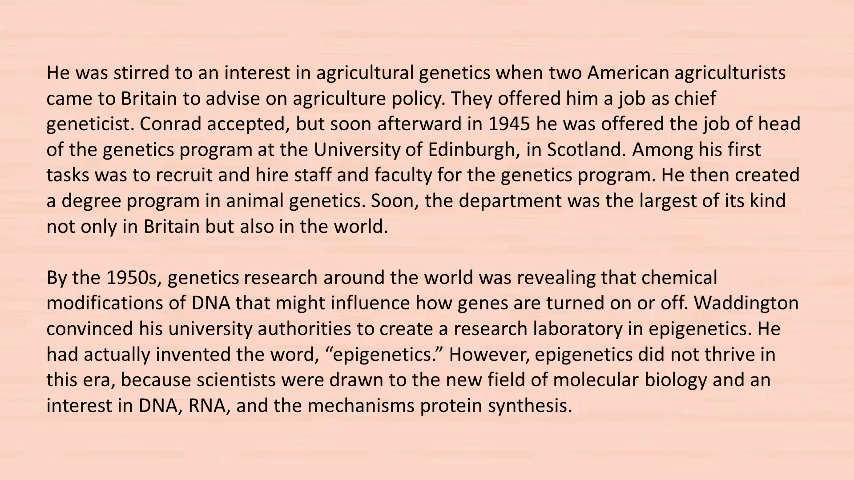 He was stirred to an interest in agricultural genetics when two American agriculturists
came to Britain to advise on agriculture policy. They offered him a job as chief
geneticist. Conrad accepted, but soon afterward in 1945 he was offered the job of head
of the genetics program at the University of Edinburgh, in Scotland. Among his first
tasks was to recruit and hire staff and faculty for the genetics program. He then created
a degree program in animal genetics. Soon, the department was the largest of its kind
not only in Britain but also in the world.
By the 1950s, genetics research around the world was revealing that chemical
modifications of DNA that might influence how genes are turned on or off. Waddington
convinced his university authorities to create a research laboratory in epigenetics. He
had actually invented the word, “epigenetics.” However, epigenetics did not thrive in
this era, because scientists were drawn to the new field of molecular biology and an
interest in DNA, RNA, and the mechanisms protein synthesis.